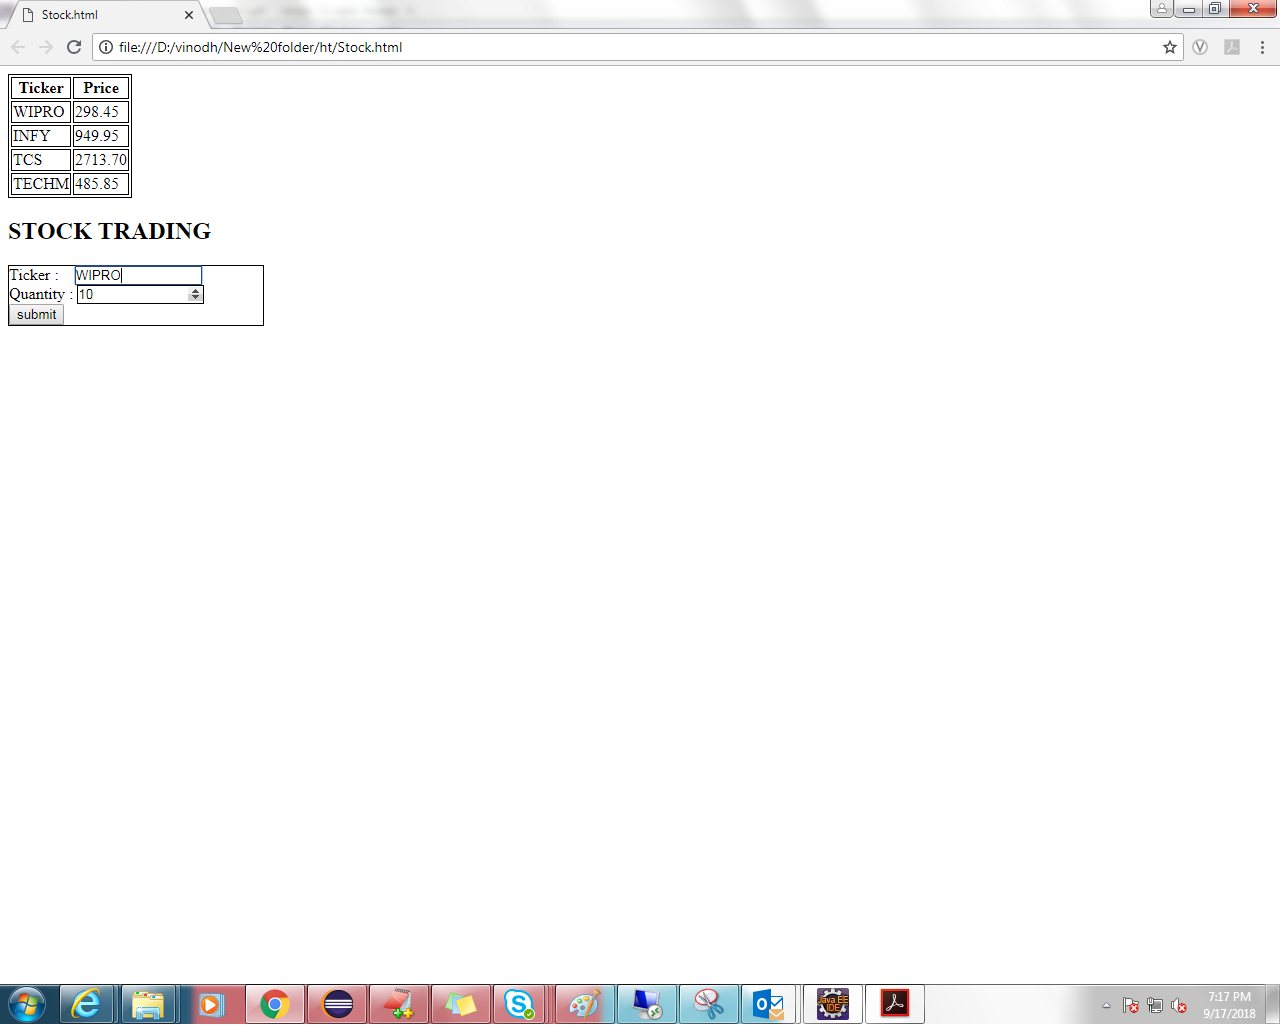 Stock.html
file:///D:/vinodh/New%20folder/ht/Stock.html
Ticker Price
WIPRO 298.45
INFY 949.95
TCS 2713.70
TECHM 485.85
STOCK TRADING
Ticker : WIPRO
Quantity : 10
submit
Java EE
IDE
7:17 PM
9/17/2018